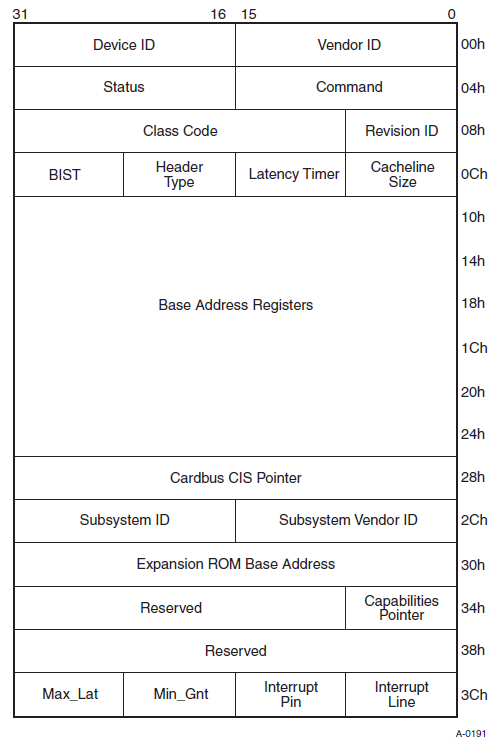 31 16 15 0
Device ID Vendor ID 00h
Status Command 04h
Class Code Revision ID 08h
BIST Header Type Latency Timer Cacheline Size 0Ch
10h
14h
Base Address Registers 18h
1Ch
20h
24h
Cardbus CIS Pointer 28h
Subsystem ID Subsystem Vendor ID 2Ch
Expansion ROM Base Address 30h
Reserved Capabilities Pointer 34h
Reserved 38h
Max_Lat Min_Gnt Interrupt Pin Interrupt Line 3Ch
A-0191